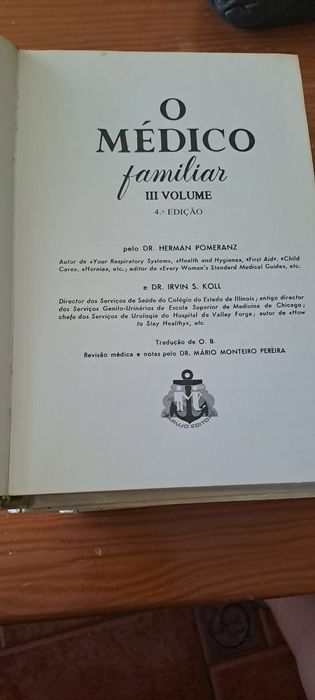 O
MÉDICO
familiar
III VOLUME
4.ª EDIÇÃO
pelo DR. HERMAN POMERANZ
Autor de «Your Respiratory System», «Health and Hygiene», «First Aid», «Child
Care», «Hornia», etc.; editor de «Every Woman's Standard Medical Guide», etc.
e DR. IRVIN S. KOLL
Director dos Serviços de Saúde do Colégio do Estado de Illinois; antigo director
dos Serviços Genito-Urinários da Escola Superior de Medicina de Chicago;
chefe dos Serviços de Urologia do Hospital de Valley Forge; autor de «How
to Stay Healthy», etc
Tradução de O. B.
Revisão médica e notas pelo DR. MÁRIO MONTEIRO PEREIRA